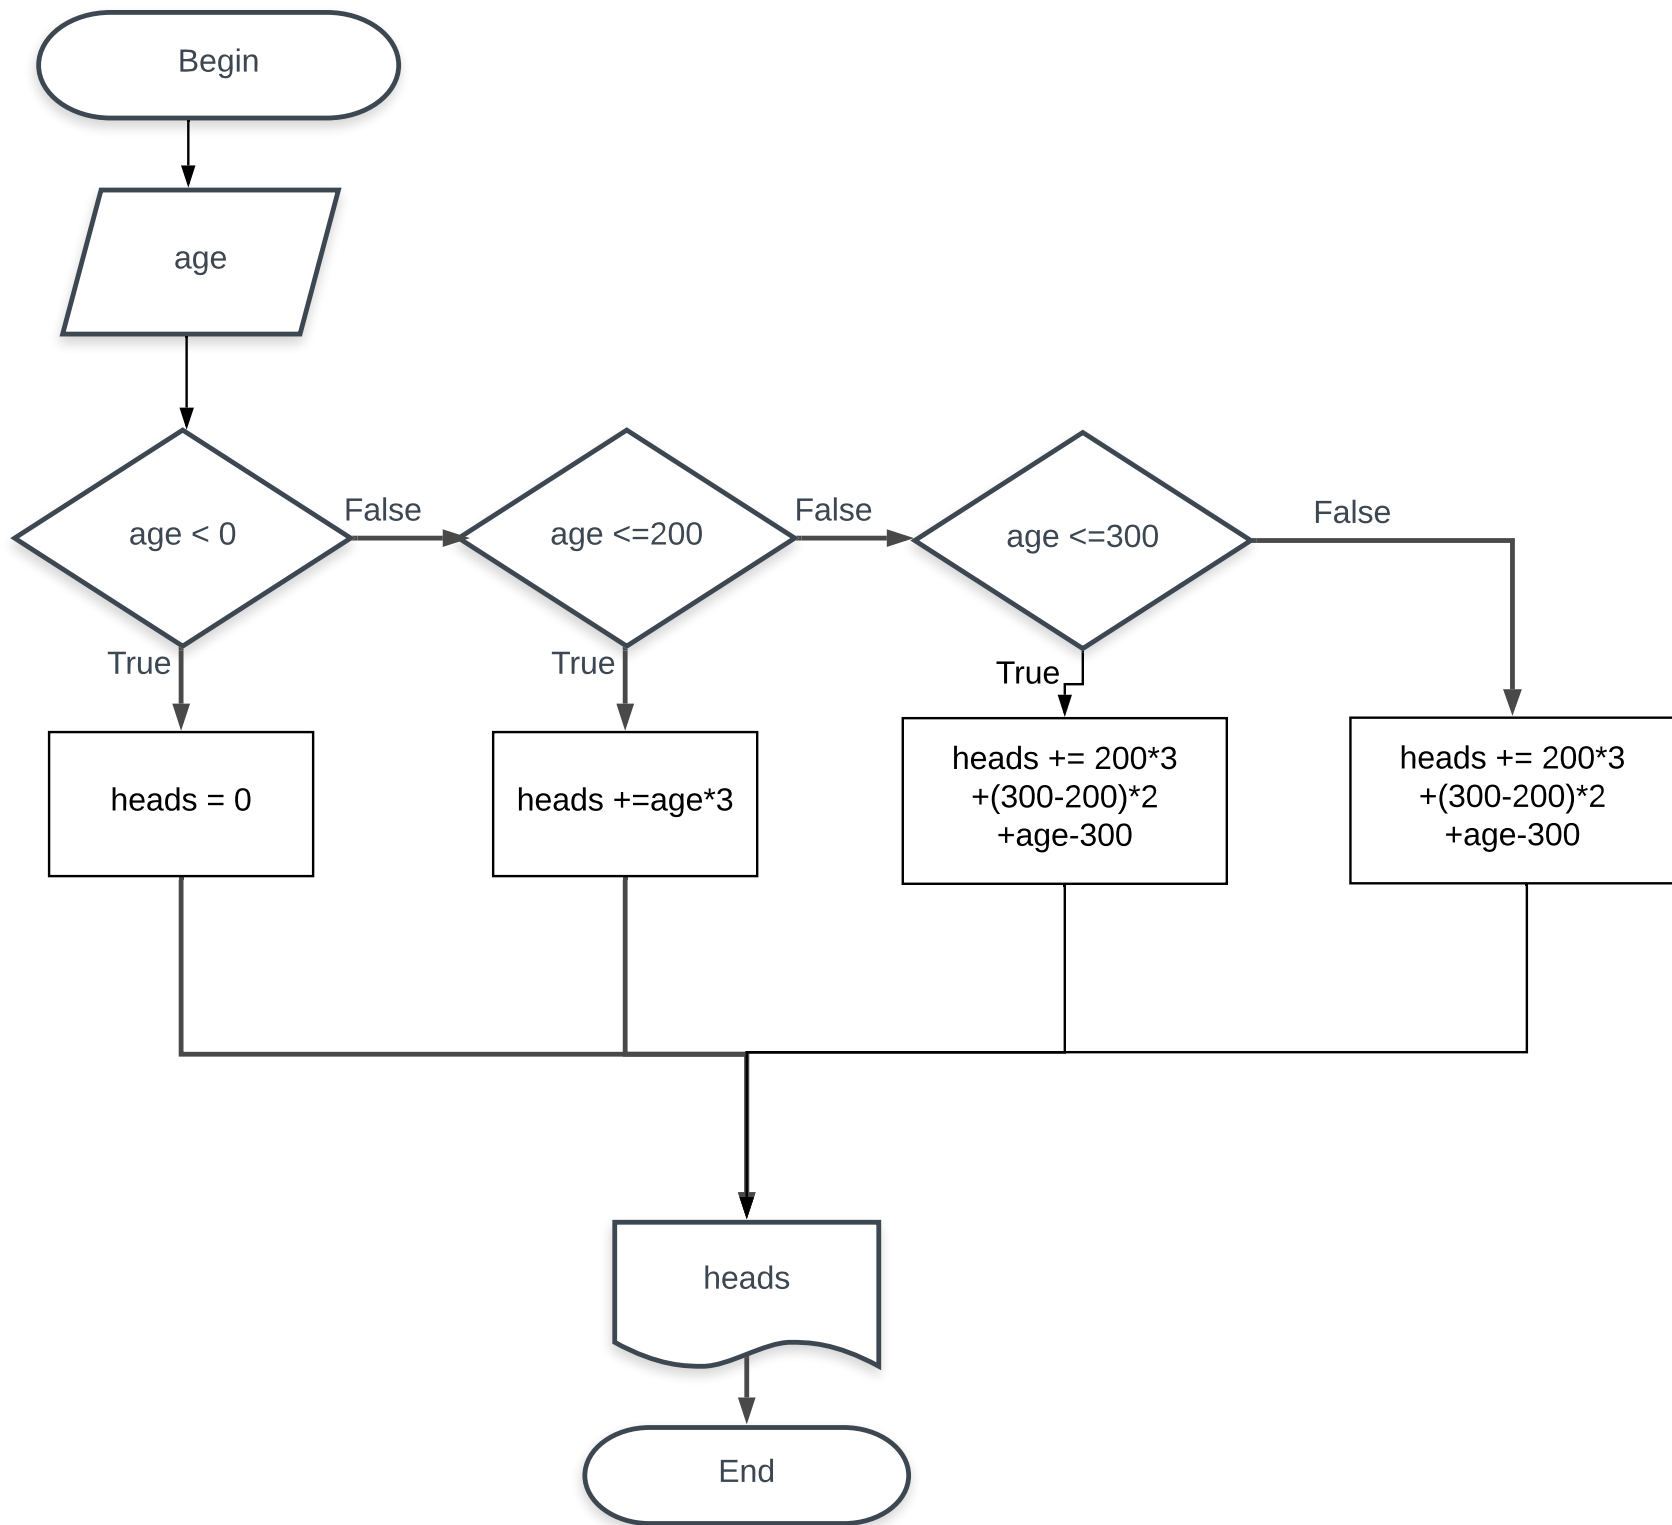 Begin
age
age < 0
False
age <=200
False
age <=300
False
True
True
True
heads = 0
heads +=age*3
heads += 200*3
+(300-200)*2
+age-300
heads += 200*3
+(300-200)*2
+age-300
heads
End